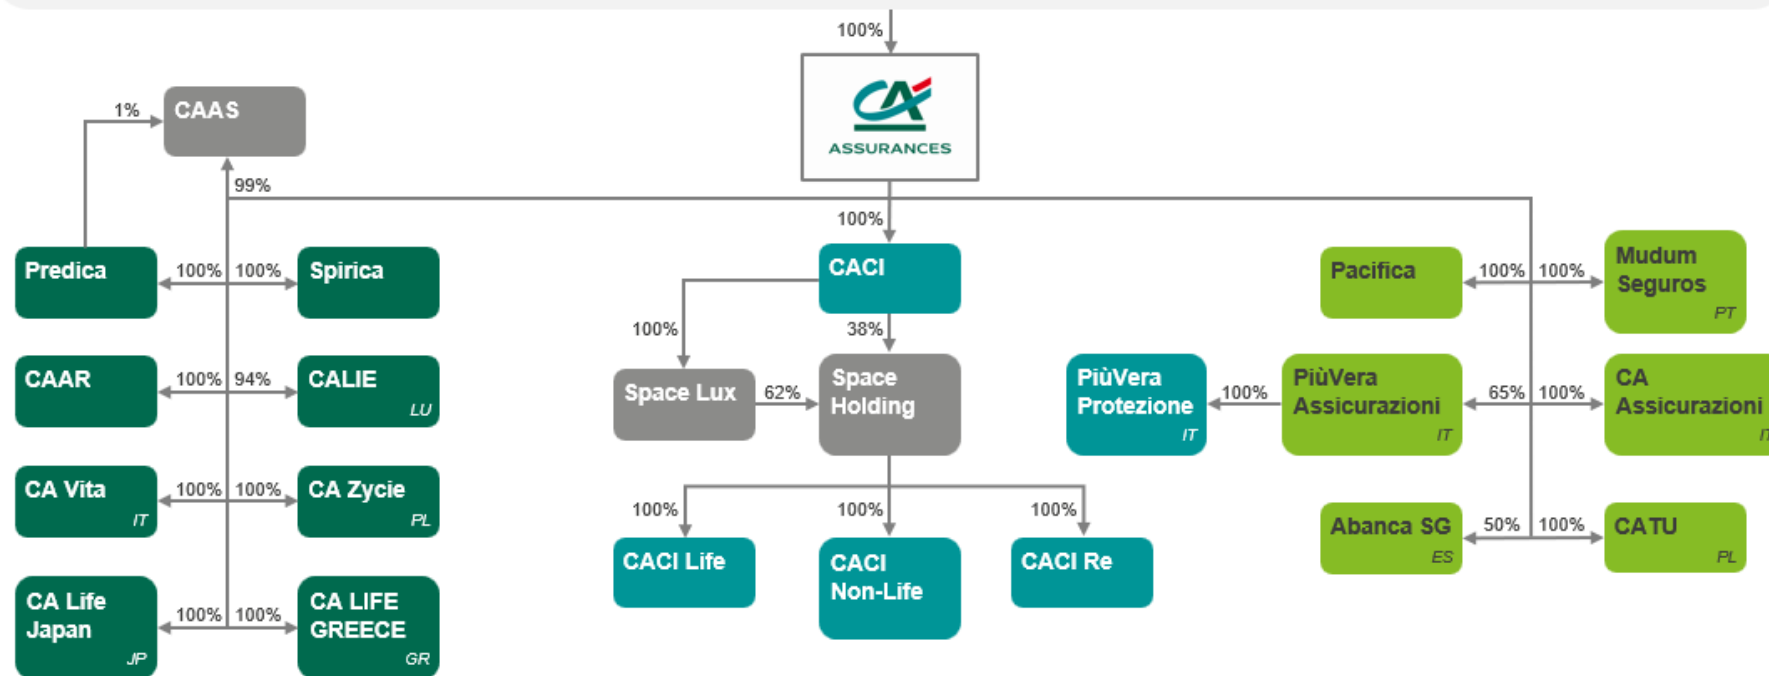 100%
ASSURANCES
CAAS
1%
99%
100%
Predica
100%
100%
Spirica
CACI
Pacifica
100%
100%
Mudum
Seguros
PT
100%
38%
CAAR
100%
94%
CALIE
LU
Space Lux
62%
Space
Holding
PiùVera
Protezione
IT
100%
PiùVera
Assicurazioni
IT
65%
100%
CA
Assicurazioni
IT
CA Vita
IT
100%
100%
CA Zycie
PL
100%
100%
100%
Abanca SG
ES
50%
100%
CATU
PL
CACI Life
CACI
Non-Life
CACI Re
CA Life
Japan
JP
100%
100%
CA LIFE
GREECE
GR